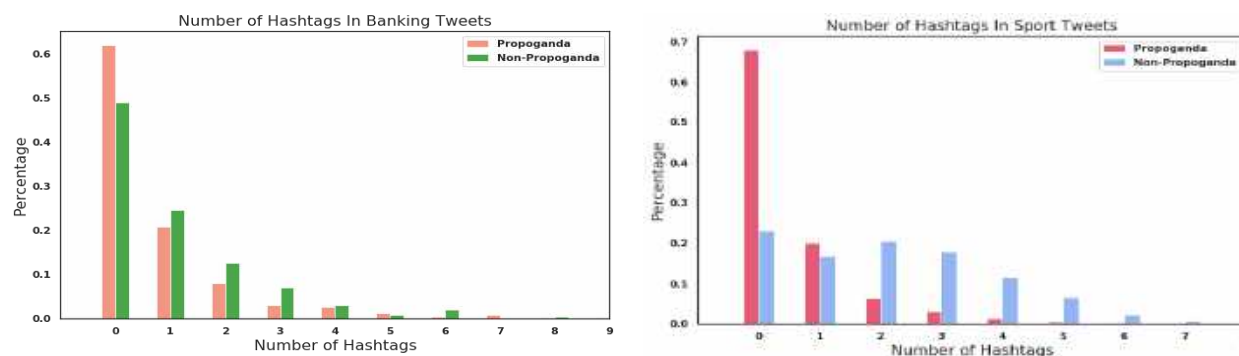 Number of Hashtags In Banking Tweets
Propoganda
Non-Propoganda
Percentage
0.6
0.5
0.4
0.3
0.2
0.1
0.0
0 1 2 3 4 5 6 7 8 9
Number of Hashtags
Number of Hashtags In Sport Tweets
Propoganda
Non-Propoganda
Percentage
0.7
0.6
0.5
0.4
0.3
0.2
0.1
0.0
0 1 2 3 4 5 6 7
Number of Hashtags